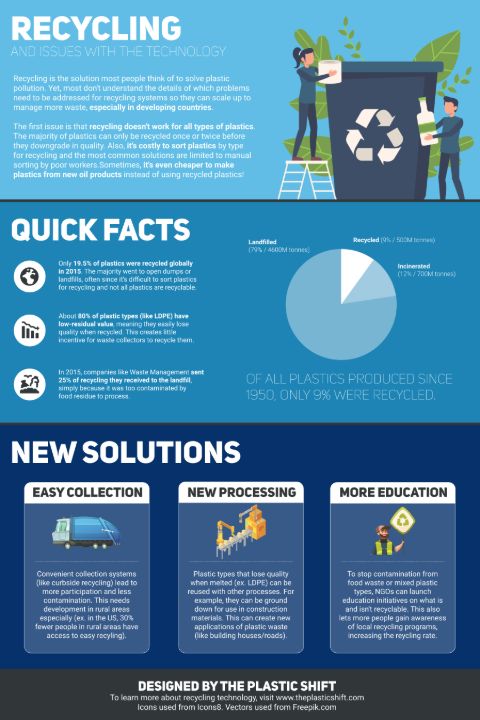 RECYCLING
AND ISSUES WITH THE TECHNOLOGY
Recycling is the solution most people think of to solve plastic
pollution. Yet, most don't understand the details of which problems
need to be addressed for recycling systems so they can scale up to
manage more waste, especially in developing countries.
The first issue is that recycling doesn't work for all types of plastics.
The majority of plastics can only be recycled once or twice before
they downgrade in quality. Also, it's costly to sort plastics by type
for recycling and the most common solutions are limited to manual
sorting by poor workers.Sometimes, it's even cheaper to make
plastics from new oil products instead of using recycled plastics!
QUICK FACTS
Only 19.5% of plastics were recycled globally
in 2015. The majority went to open dumps or
landfills, often since it's difficult to sort plastics
for recycling and not all plastics are recyclable.
About 80% of plastic types (like LDPE) have
low-residual value, meaning they easily lose
quality when recycled. This creates little
incentive for waste collectors to recycle them.
In 2015, companies like Waste Management sent
25% of recycling they received to the landfill,
simply because it was too contaminated by
food residue to process.
Landfilled
(79% / 4600M tonnes)
Recycled (9% / 500M tonnes)
Incinerated
(12% / 700M tonnes)
OF ALL PLASTICS PRODUCED SINCE
1950, ONLY 9% WERE RECYCLED.
NEW SOLUTIONS
EASY COLLECTION
Convenient collection systems
(like curbside recycling) lead to
more participation and less
contamination. This needs
development in rural areas
especially (ex. in the US, 30%
fewer people in rural areas have
access to easy recyling).
NEW PROCESSING
Plastic types that lose quality
when melted (ex. LDPE) can be
reused with other processes. For
example, they can be ground
down for use in construction
materials. This can create new
applications of plastic waste
(like building houses/roads).
MORE EDUCATION
To stop contamination from
food waste or mixed plastic
types, NGOs can launch
education initiatives on what is
and isn't recyclable. This also
lets more people gain awareness
of local recycling programs,
increasing the recyling rate.
DESIGNED BY THE PLASTIC SHIFT
To learn more about recycling technology, visit www.theplasticshift.com
Icons used from Icons8. Vectors used from Freepik.com